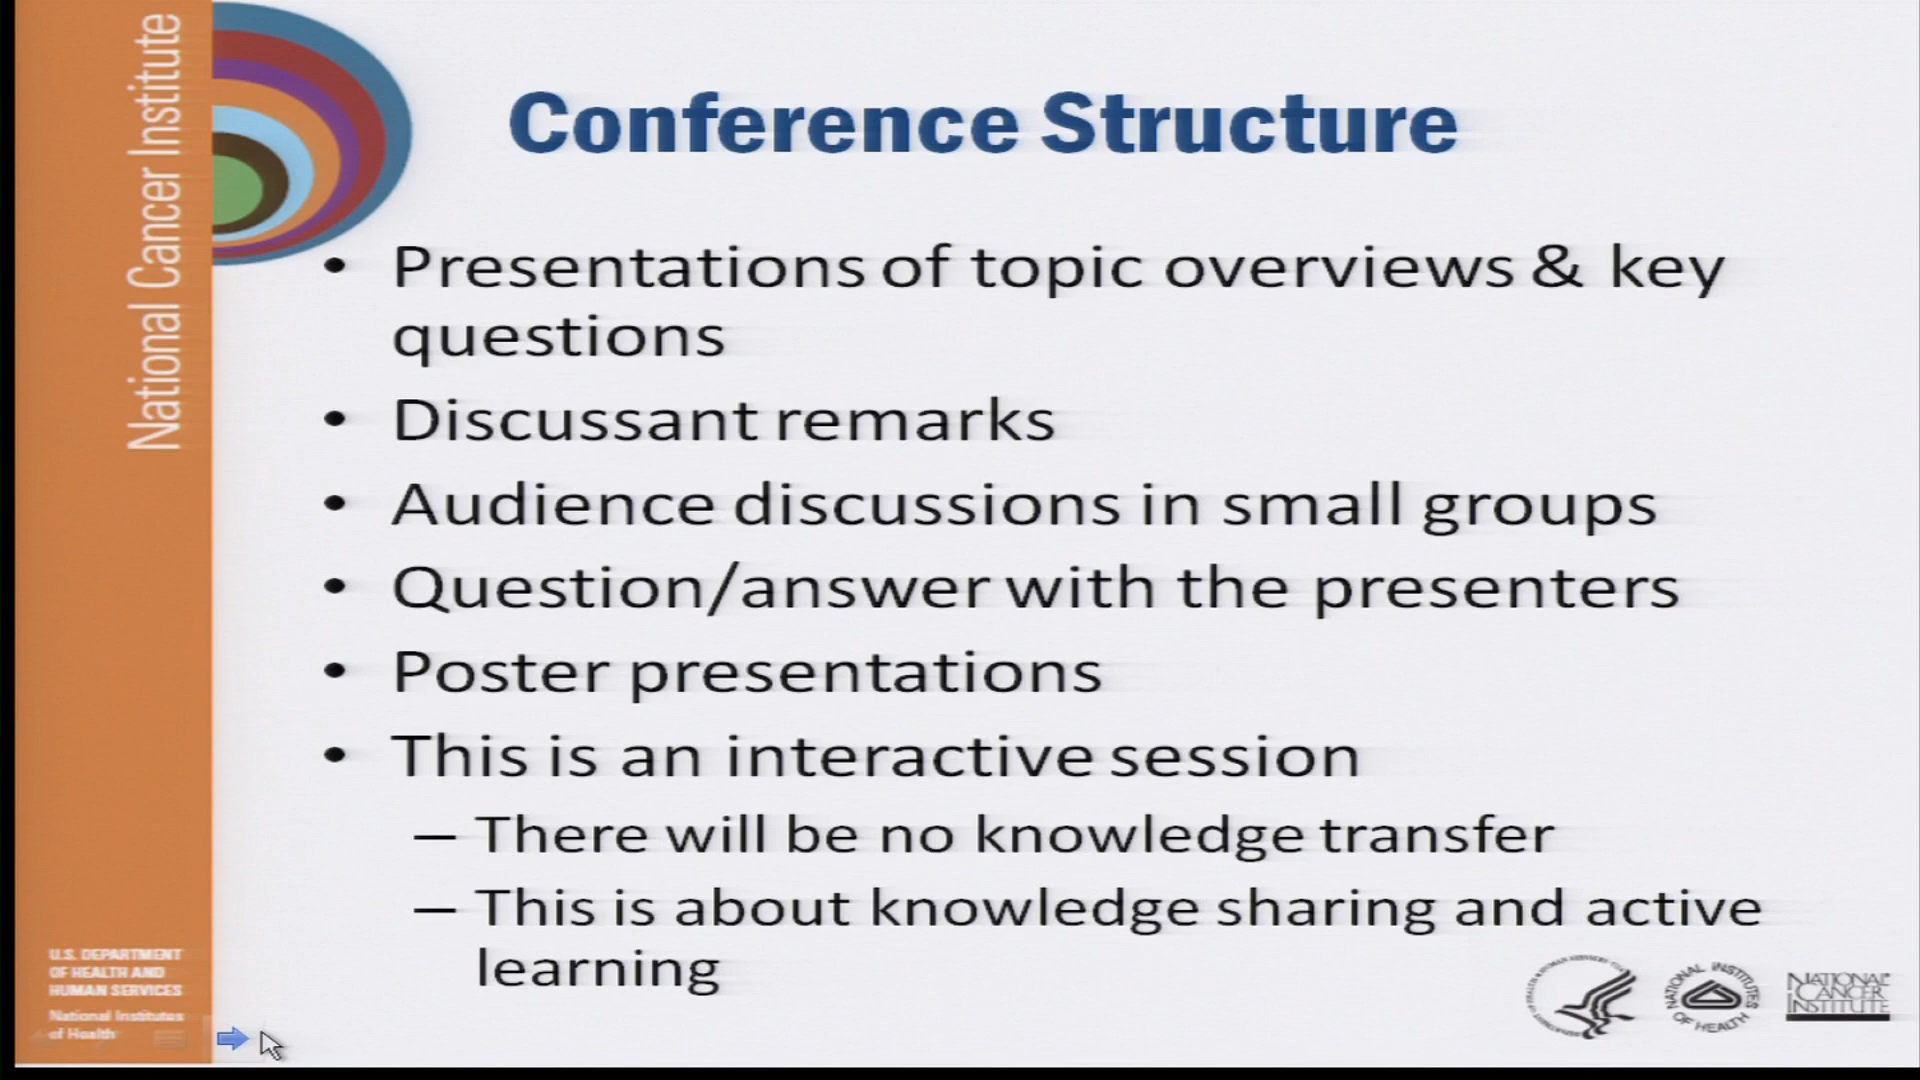 National Cancer Institute
Conference Structure
• Presentations of topic overviews & key
questions
• Discussant remarks
• Audience discussions in small groups
• Question/answer with the presenters
• Poster presentations
• This is an interactive session
– There will be no knowledge transfer
– This is about knowledge sharing and active
learning
U.S. DEPARTMENT
OF HEALTH AND
HUMAN SERVICES
National Institutes
of Health
NATIONAL INSTITUTES
OF HEALTH
NATIONAL
CANCER
INSTITUTE